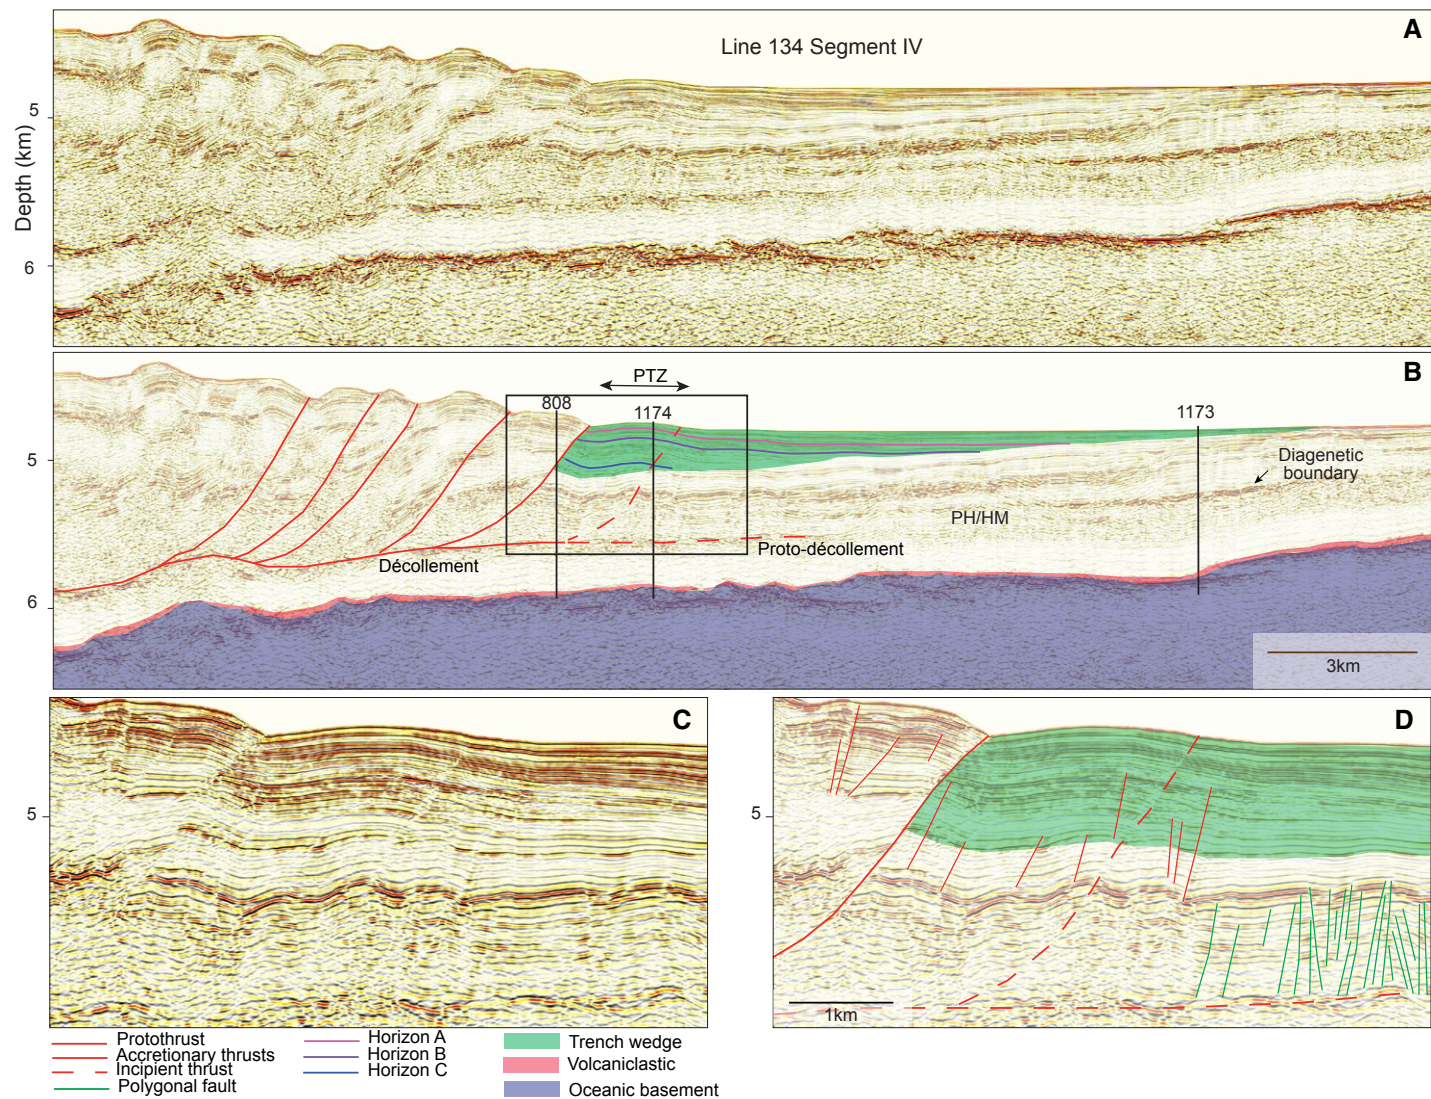 A
Line 134 Segment IV
Depth (km)
5
6
B
PTZ
808
1174
1173
5
Diagenetic
boundary
PH/HM
Proto-décollement
Décollement
6
3km
C
5
D
5
1km
Protothrust
Accretionary thrusts
Incipient thrust
Polygonal fault
Horizon A
Horizon B
Horizon C
Trench wedge
Volcaniclastic
Oceanic basement